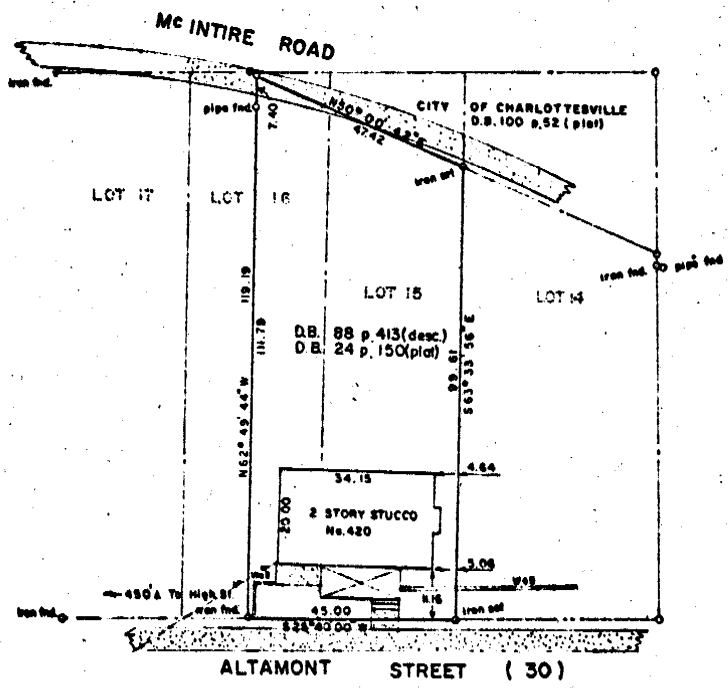 Mc INTIRE ROAD
iron fnd.
pipe fnd.
7.40
N30° 00' 42" E
47.42
CITY OF CHARLOTTESVILLE
D.B. 100 p. 52 (plat)
iron set
LOT 17
LOT 16
LOT 15
LOT 14
iron fnd.
pipe fnd.
119.19
111.79
N62° 49' 44" W
D.B. 88 p. 413 (desc.)
D.B. 24 p. 150 (plat)
99.61
S63° 33' 56" E
4.64
34.15
20.00
2 STORY STUCCO
No. 420
5.06
Wall
450'± To High St.
iron fnd.
iron fnd.
45.00
iron set
ALTAMONT STREET (30)